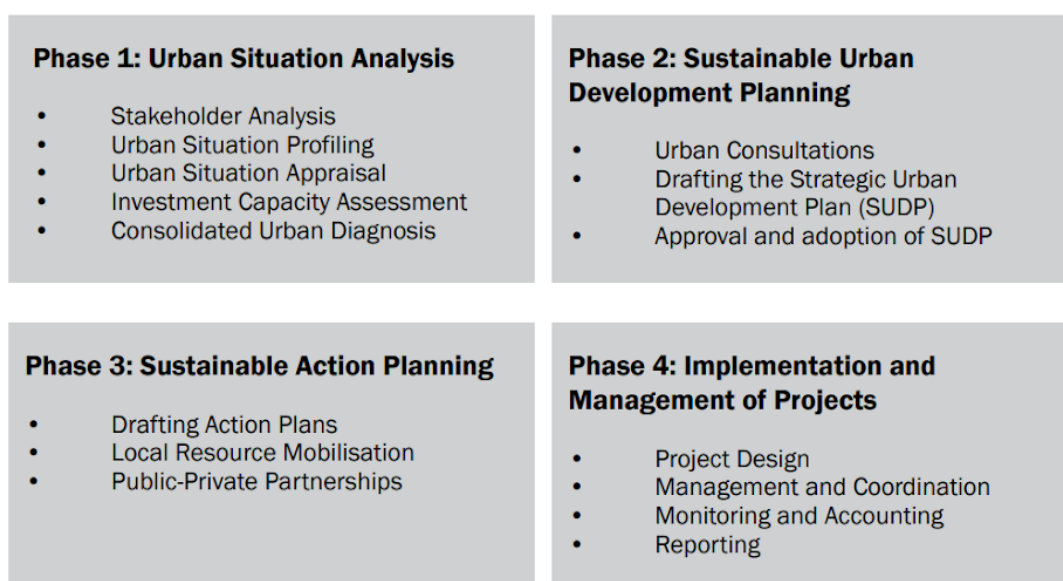 Phase 1: Urban Situation Analysis
• Stakeholder Analysis
• Urban Situation Profiling
• Urban Situation Appraisal
• Investment Capacity Assessment
• Consolidated Urban Diagnosis
Phase 2: Sustainable Urban
Development Planning
• Urban Consultations
• Drafting the Strategic Urban
Development Plan (SUDP)
• Approval and adoption of SUDP
Phase 3: Sustainable Action Planning
• Drafting Action Plans
• Local Resource Mobilisation
• Public-Private Partnerships
Phase 4: Implementation and
Management of Projects
• Project Design
• Management and Coordination
• Monitoring and Accounting
• Reporting